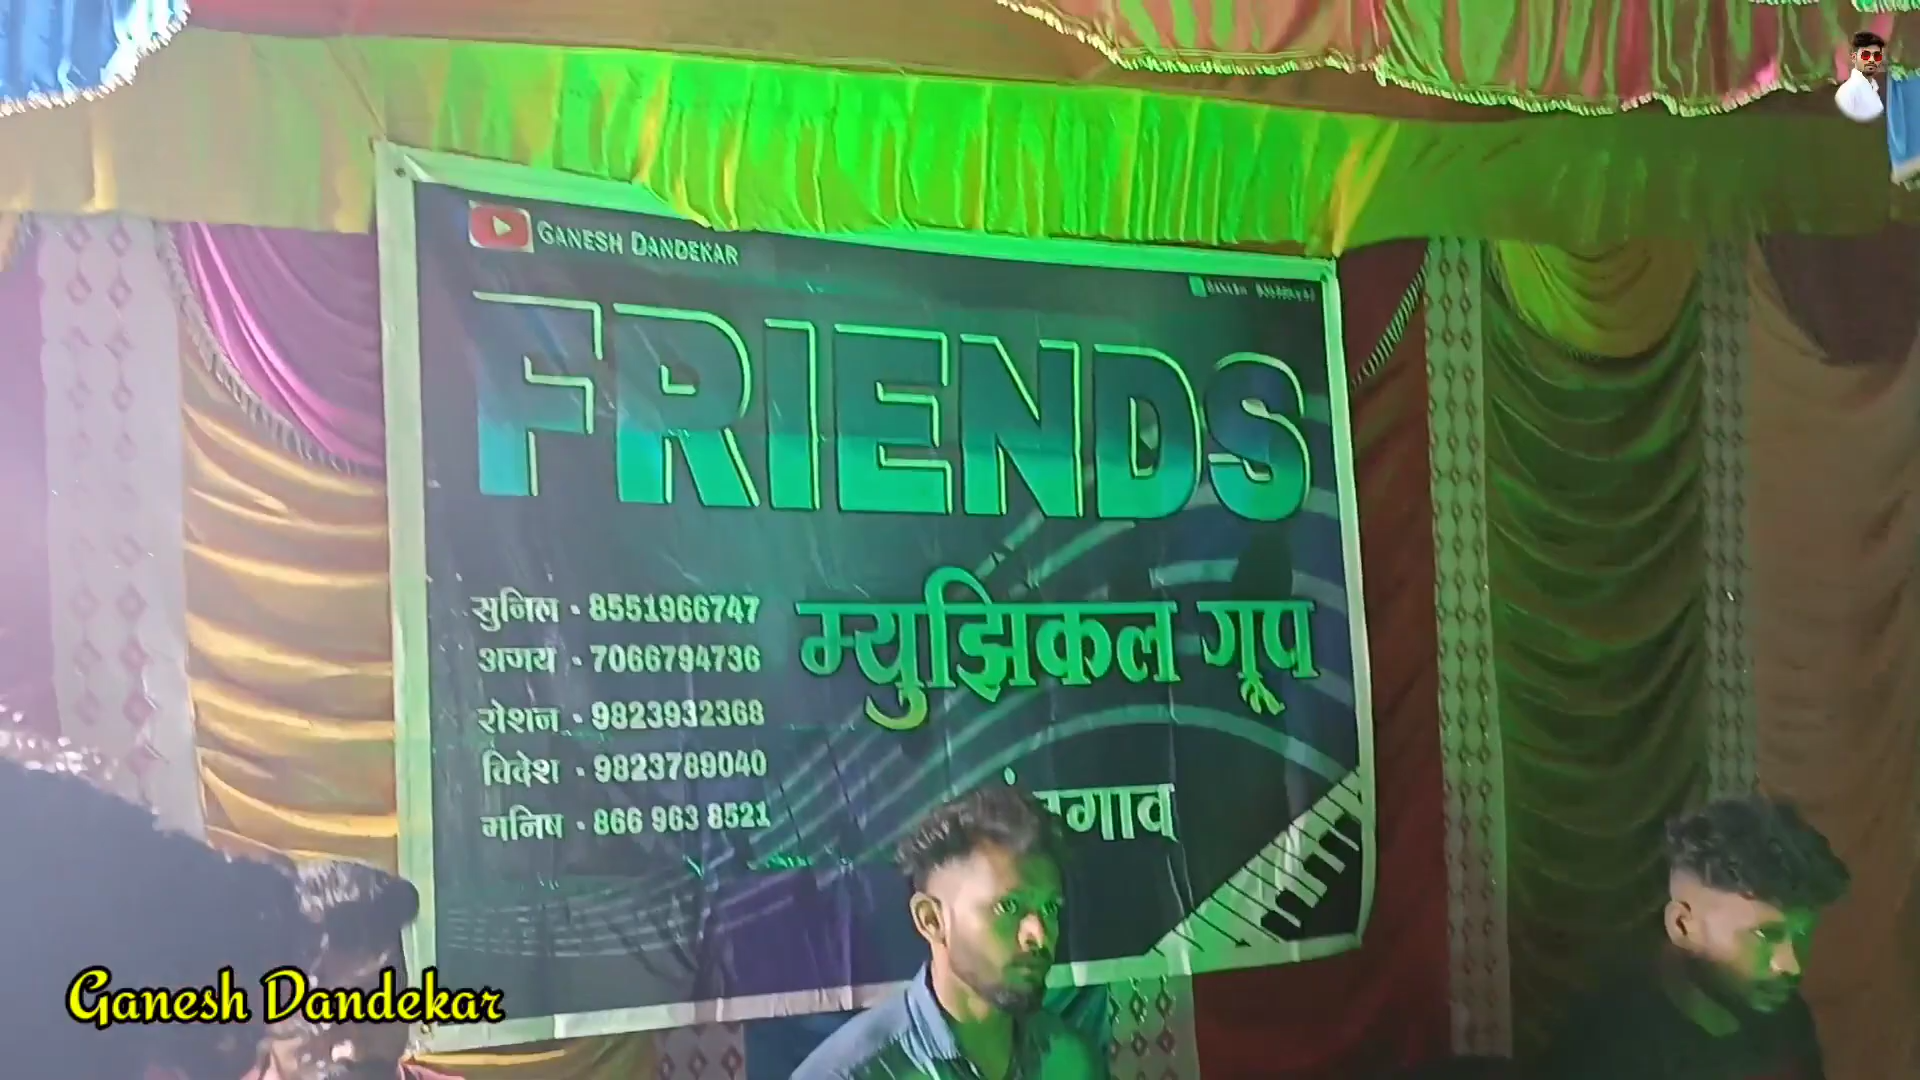 GANESH DANDEKAR
FRIENDS
म्युझिकल गृप
सुनिल - 8551966747
अजय - 7066794736
रोशन - 9823932368
विदेश - 9823789040
मनिष - 866 963 8521
Ganesh Dandekar